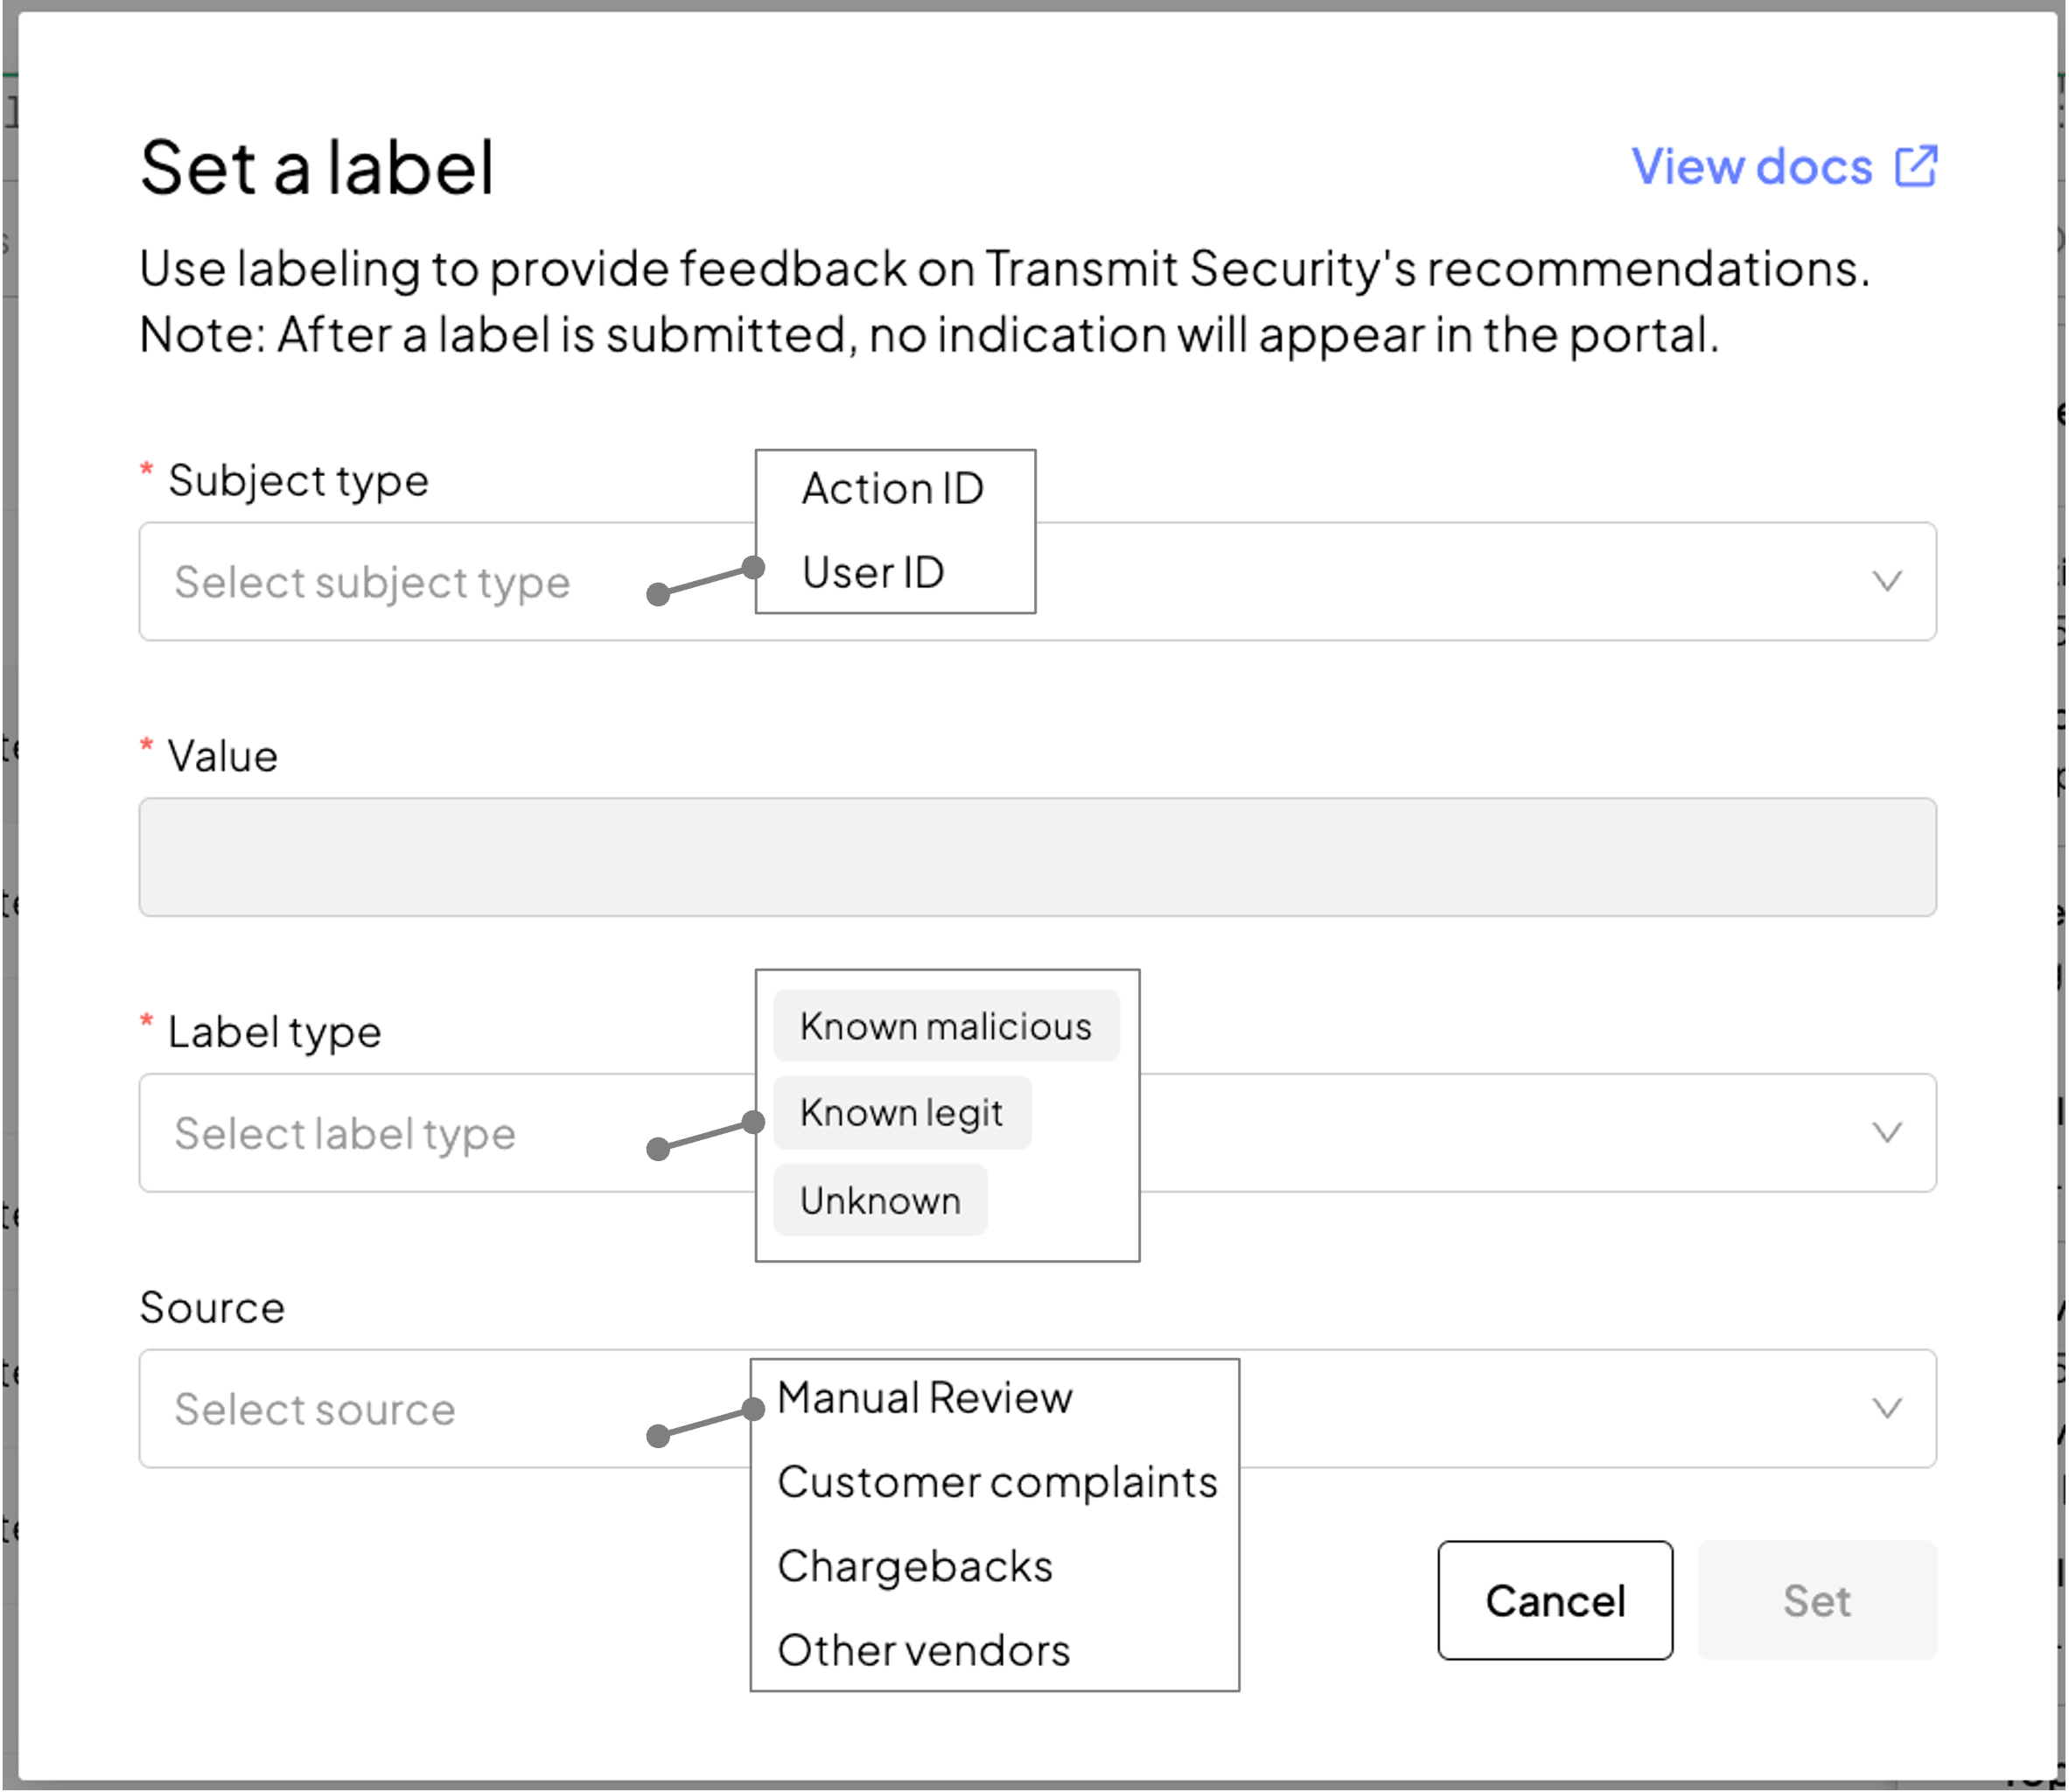 Set a label
View docs
Use labeling to provide feedback on Transmit Security's recommendations.
Note: After a label is submitted, no indication will appear in the portal.
* Subject type
Select subject type
Action ID
User ID
* Value
* Label type
Select label type
Known malicious
Known legit
Unknown
Source
Select source
Manual Review
Customer complaints
Chargebacks
Other vendors
Cancel
Set